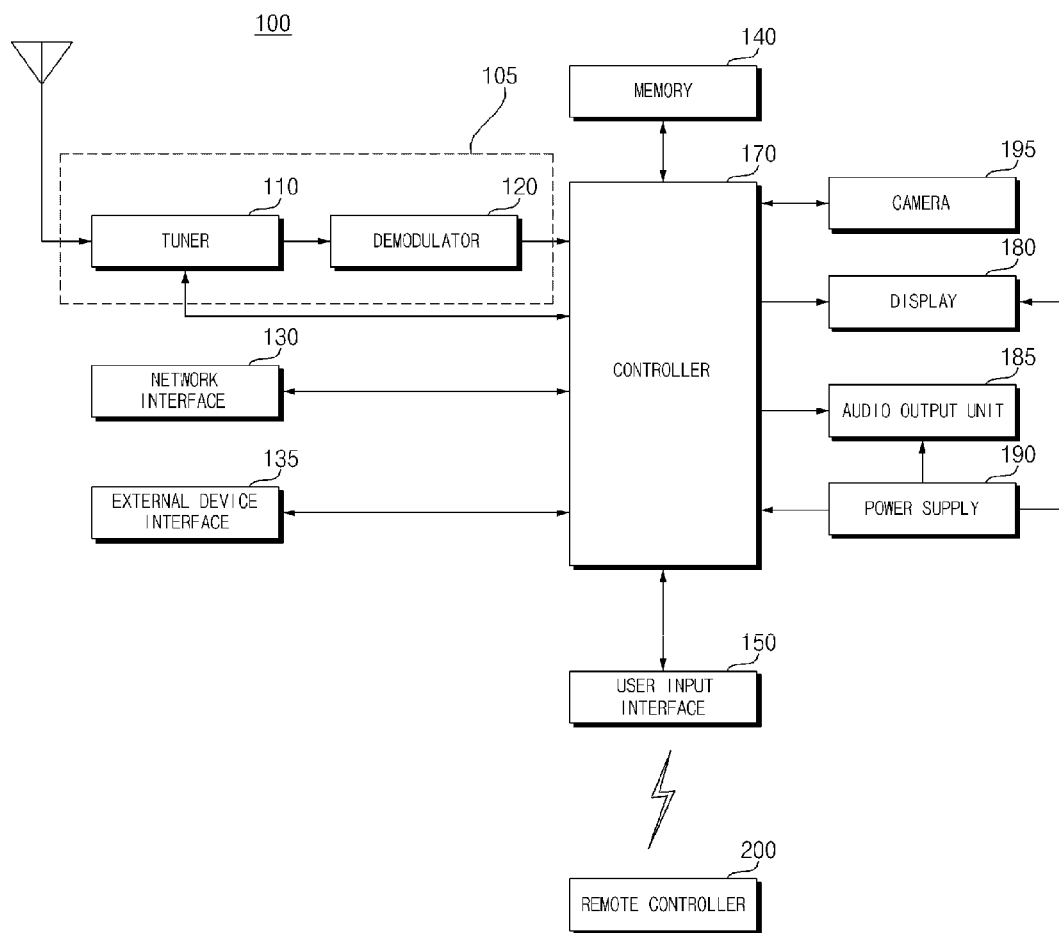 100
140
MEMORY
105
170
195
110
120
CAMERA
TUNER
DEMODULATOR
180
DISPLAY
130
CONTROLLER
185
NETWORK
INTERFACE
AUDIO OUTPUT UNIT
135
190
EXTERNAL DEVICE
INTERFACE
POWER SUPPLY
150
USER INPUT
INTERFACE
200
REMOTE CONTROLLER